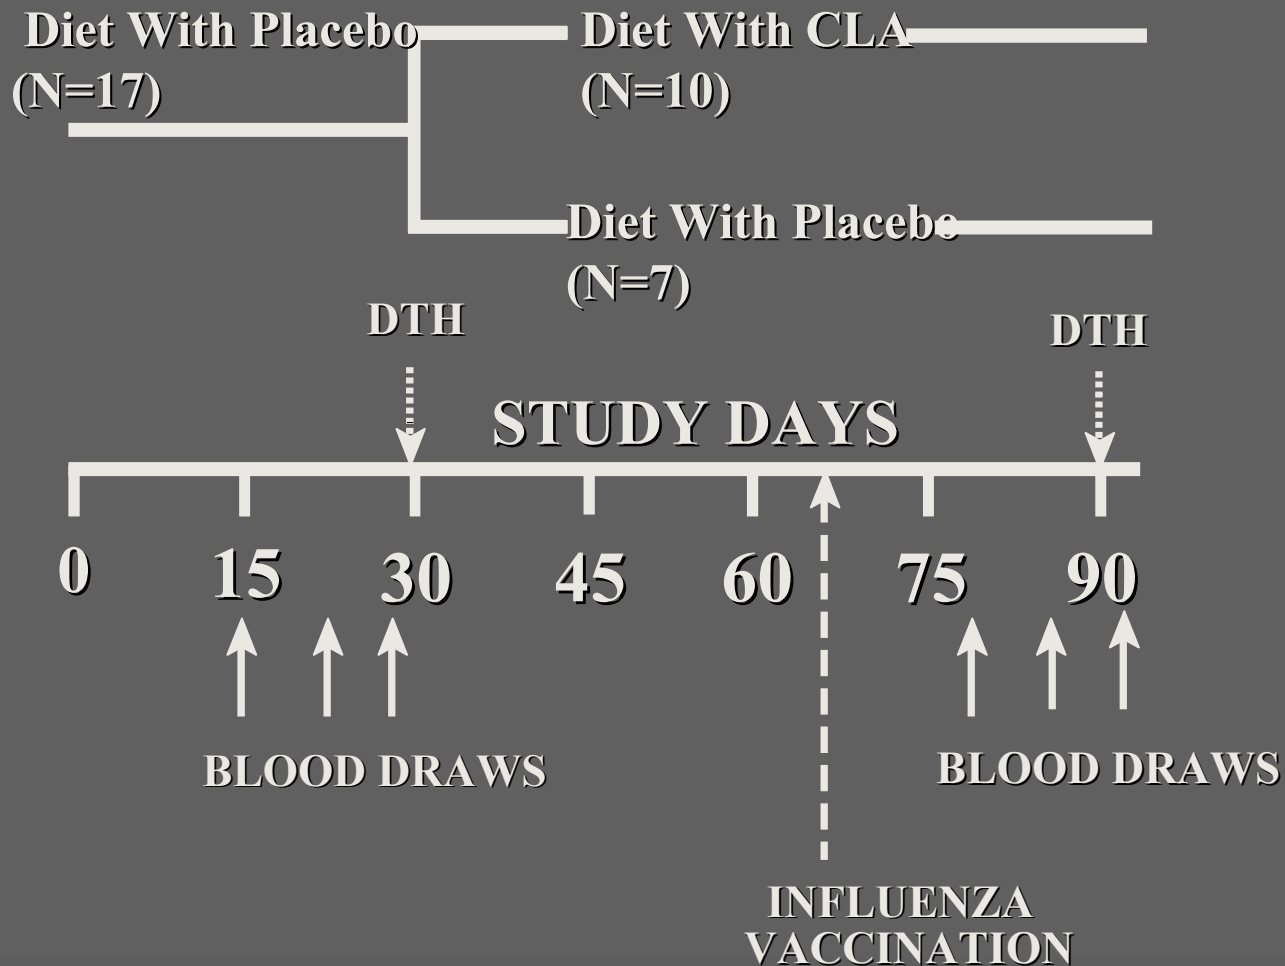 Diet With Placebo
(N=17)
Diet With CLA
(N=10)
Diet With Placebo
(N=7)
DTH
DTH
STUDY DAYS
0 15 30 45 60 75 90
BLOOD DRAWS
BLOOD DRAWS
INFLUENZA
VACCINATION